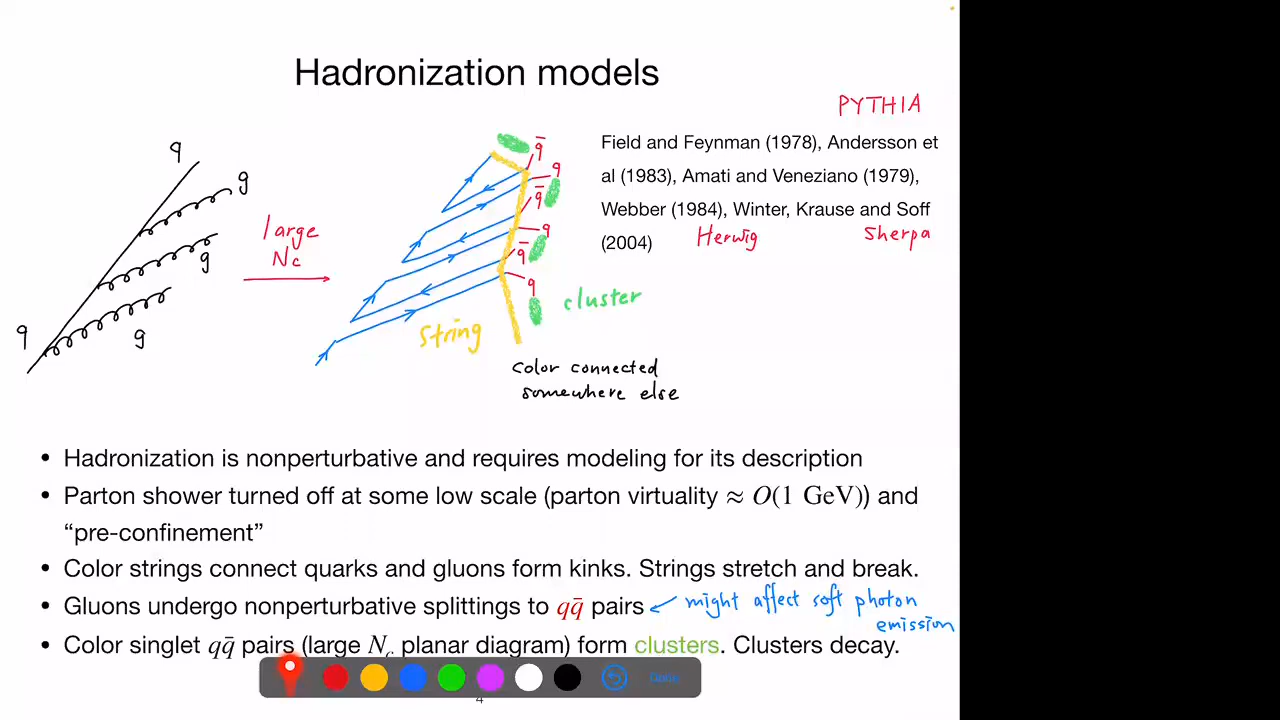 Hadronization models
PYTHIA
Field and Feynman (1978), Andersson et
al (1983), Amati and Veneziano (1979),
Webber (1984), Winter, Krause and Soff
(2004)
Herwig
Sherpa
q
g
g
g
q
large
Nc
q̄
q
q̄
q
q̄
q
cluster
string
color connected
somewhere else
• Hadronization is nonperturbative and requires modeling for its description
• Parton shower turned off at some low scale (parton virtuality ≈ O(1 GeV)) and
“pre-confinement”
• Color strings connect quarks and gluons form kinks. Strings stretch and break.
• Gluons undergo nonperturbative splittings to qq̄ pairs
might affect soft photon
emission
• Color singlet qq̄ pairs (large Nc planar diagram) form clusters. Clusters decay.
4